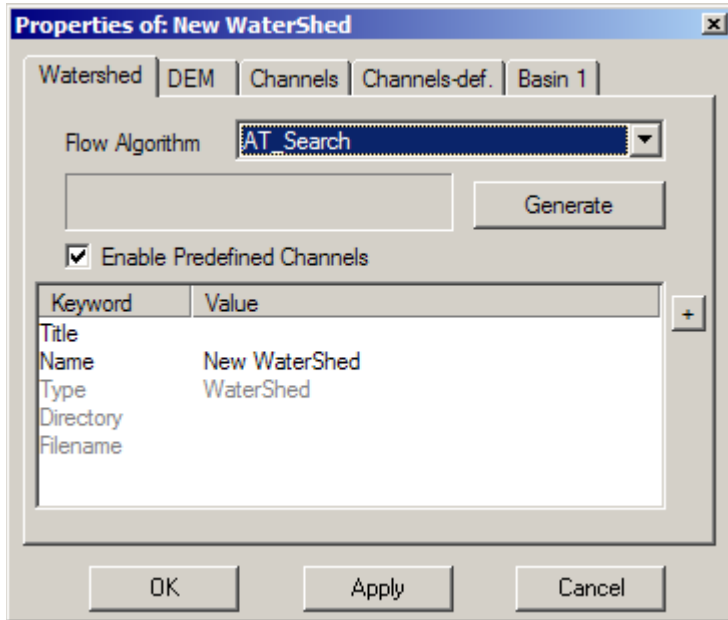 Properties of: New WaterShed
Watershed DEM Channels Channels-def. Basin 1
Flow Algorithm AT_Search
Generate
Enable Predefined Channels
Keyword Value
+
Title
Name New WaterShed
Type WaterShed
Directory
Filename
OK Apply Cancel